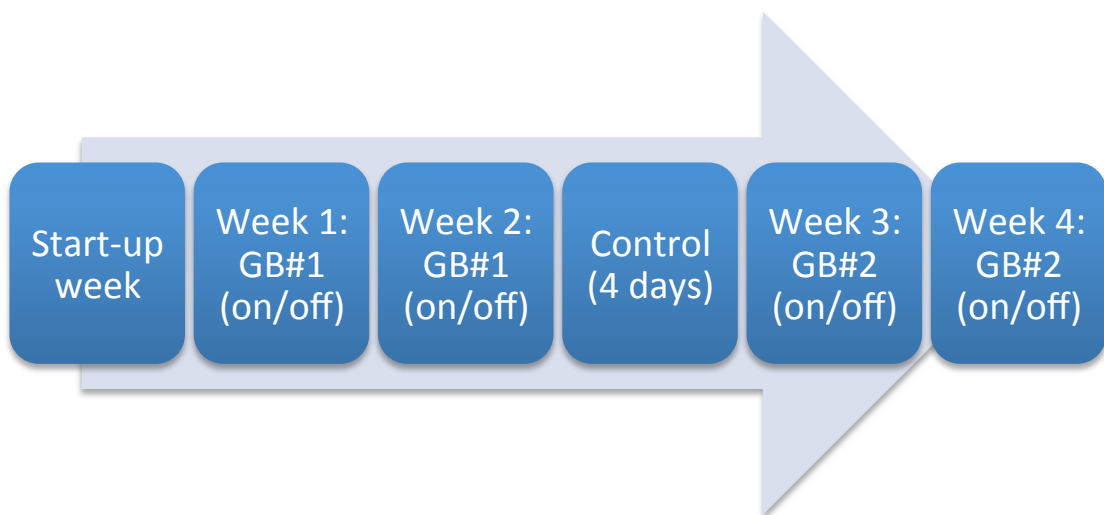 Start-up
week
Week 1:
GB#1
(on/off)
Week 2:
GB#1
(on/off)
Control
(4 days)
Week 3:
GB#2
(on/off)
Week 4:
GB#2
(on/off)